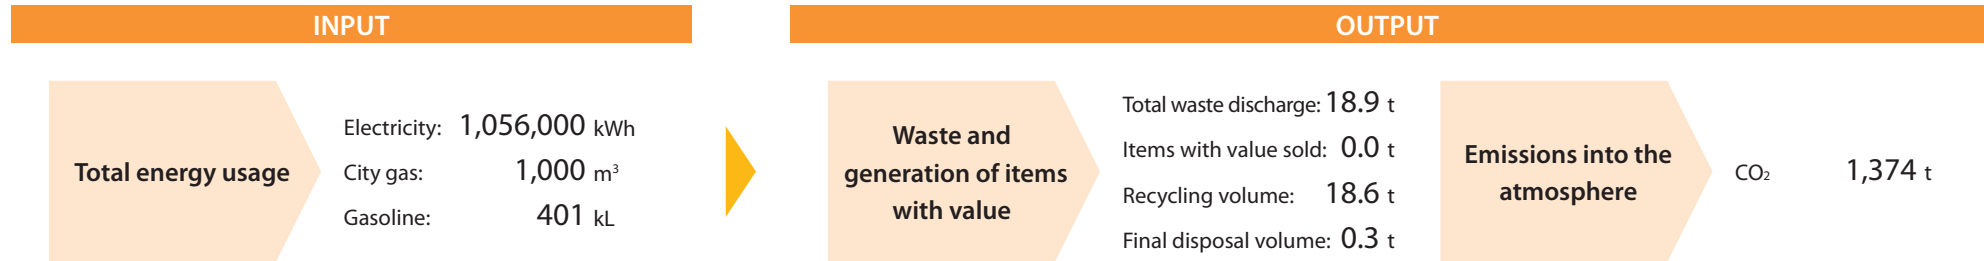 INPUT
Total energy usage
Electricity: 1,056,000 kWh
City gas: 1,000 m³
Gasoline: 401 kL
OUTPUT
Waste and
generation of items
with value
Total waste discharge: 18.9 t
Items with value sold: 0.0 t
Recycling volume: 18.6 t
Final disposal volume: 0.3 t
Emissions into the
atmosphere
CO₂ 1,374 t